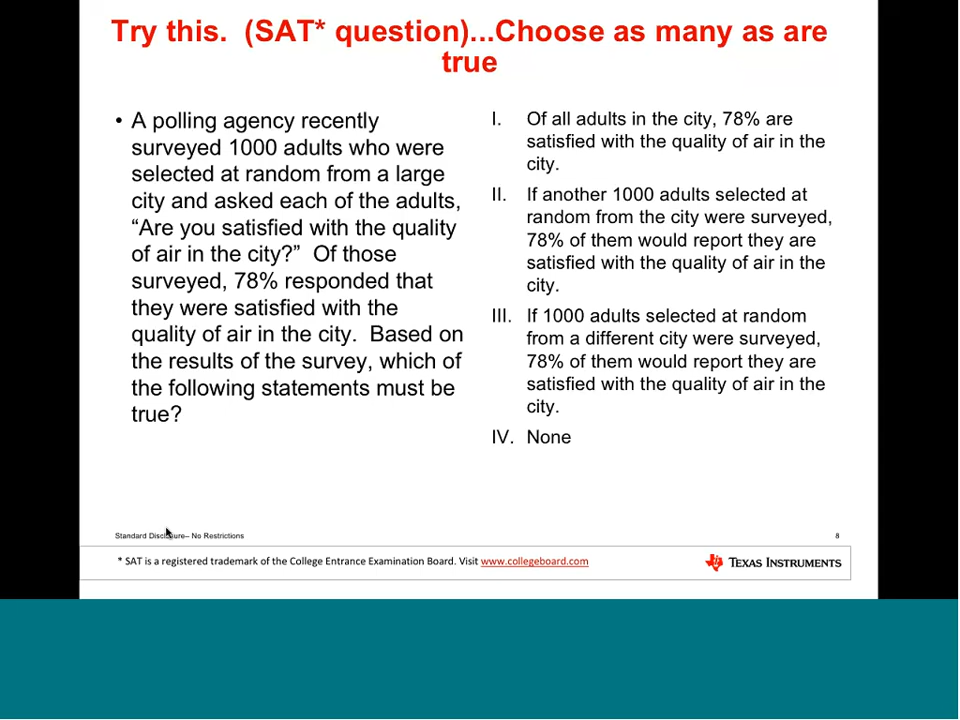 Try this.  (SAT* question)...Choose as many as are
true
• A polling agency recently
surveyed 1000 adults who were
selected at random from a large
city and asked each of the adults,
“Are you satisfied with the quality
of air in the city?”  Of those
surveyed, 78% responded that
they were satisfied with the
quality of air in the city.  Based on
the results of the survey, which of
the following statements must be
true?
I. Of all adults in the city, 78% are
satisfied with the quality of air in the
city.
II. If another 1000 adults selected at
random from the city were surveyed,
78% of them would report they are
satisfied with the quality of air in the
city.
III. If 1000 adults selected at random
from a different city were surveyed,
78% of them would report they are
satisfied with the quality of air in the
city.
IV. None
Standard Disclosure– No Restrictions
8
* SAT is a registered trademark of the College Entrance Examination Board. Visit www.collegeboard.com
TEXAS INSTRUMENTS